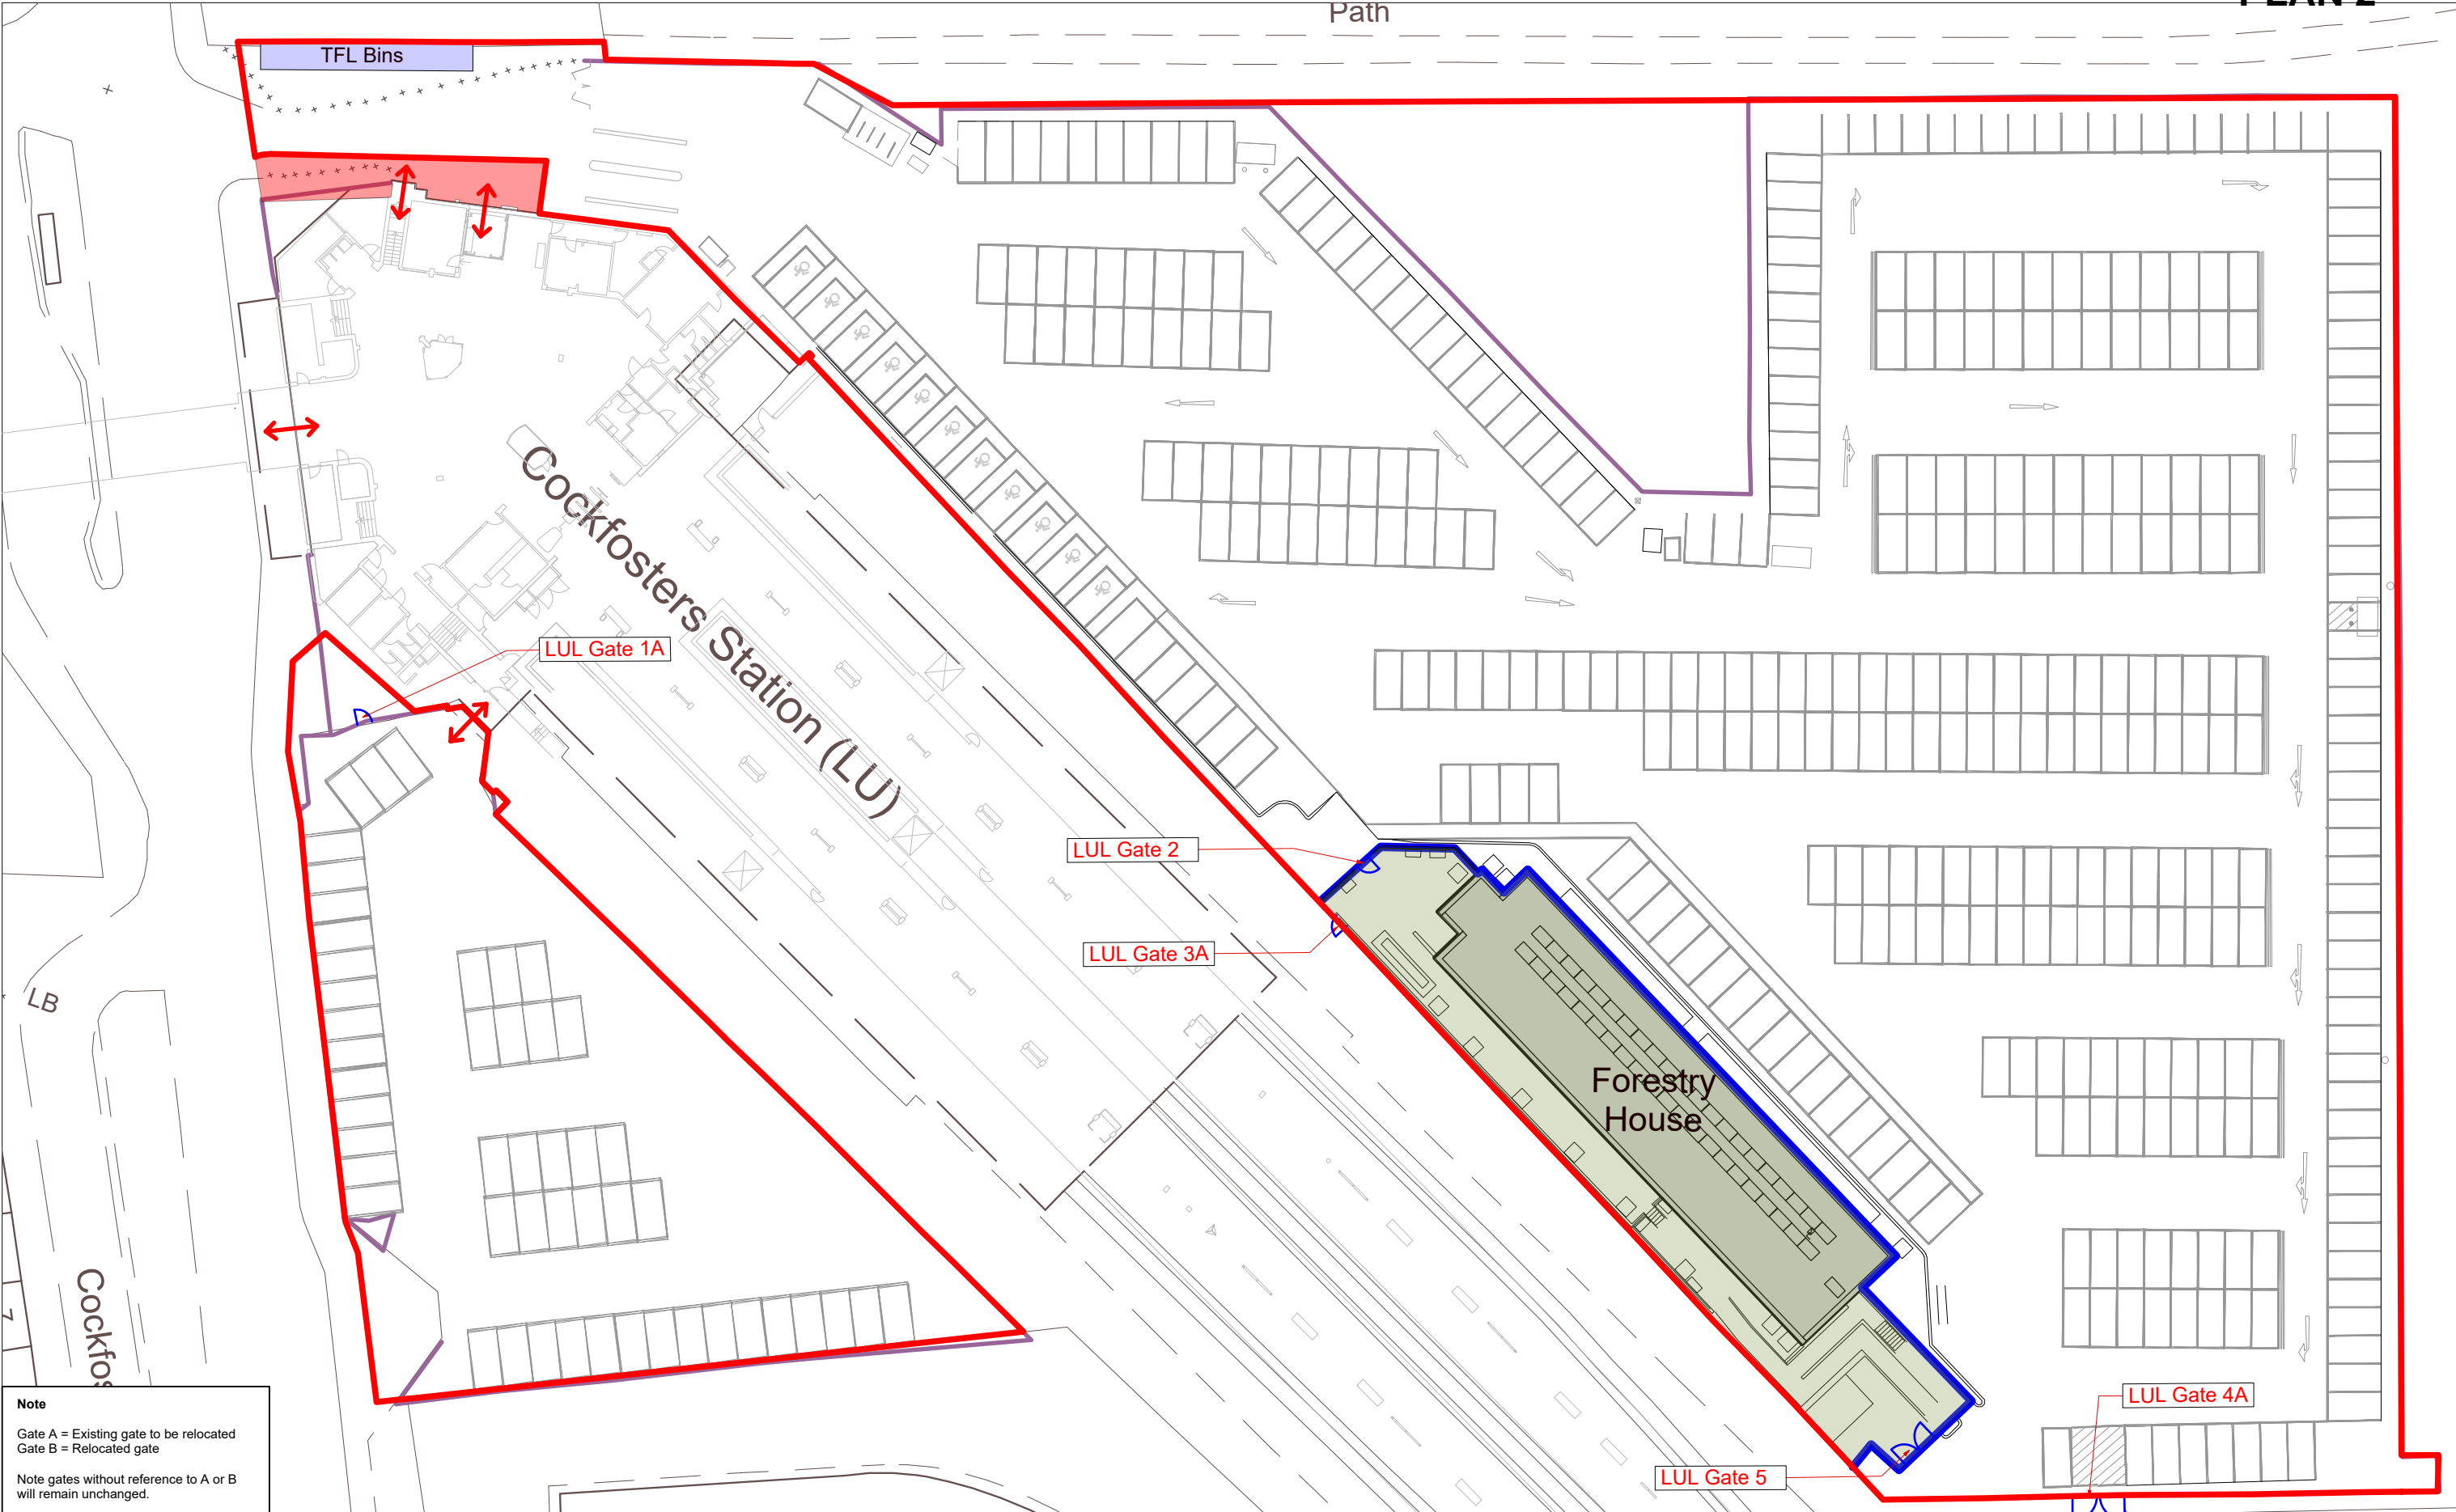 Path
TFL Bins
Cockfosters Station (LU)
LUL Gate 1A
LUL Gate 2
LUL Gate 3A
LB
Forestry
House
LUL Gate 4A
LUL Gate 5
Note
Gate A = Existing gate to be relocated
Gate B = Relocated gate
Note gates without reference to A or B
will remain unchanged.